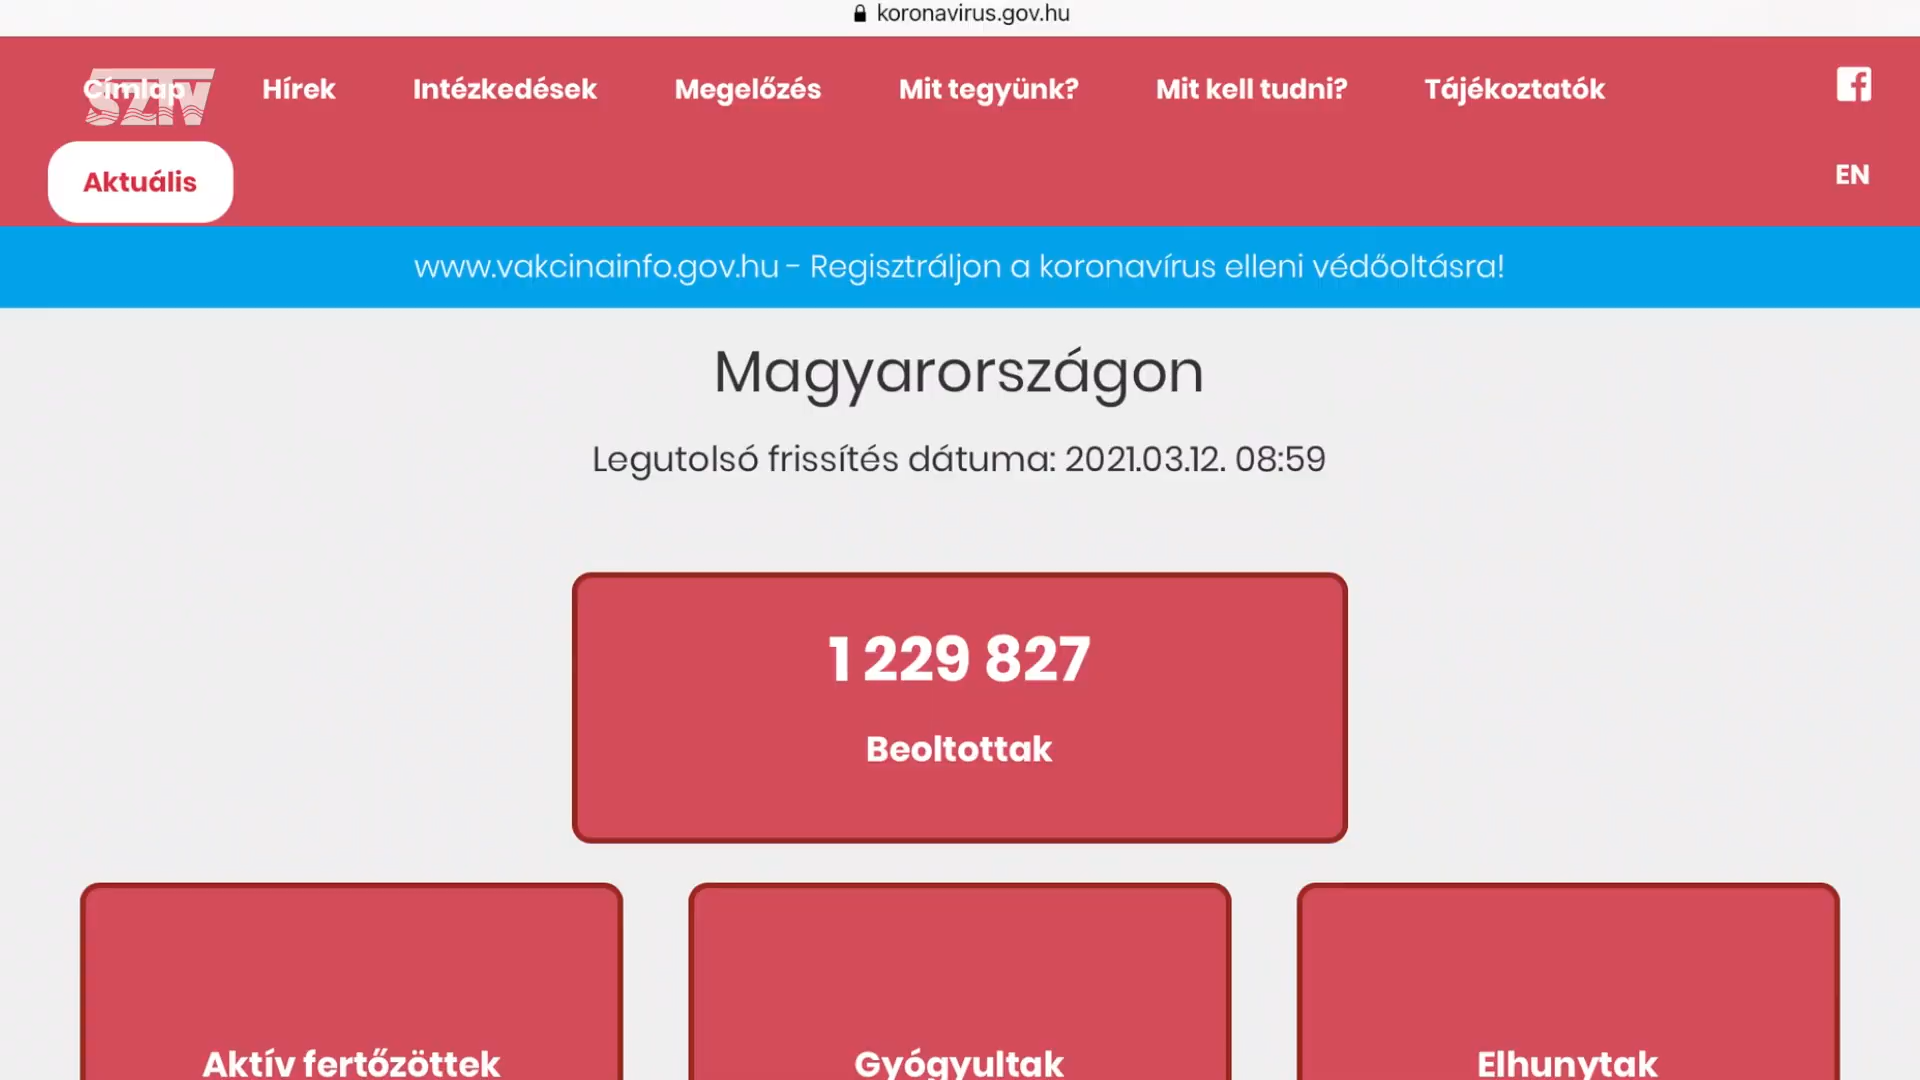 koronavirus.gov.hu
Címlap
SZTV
Hírek
Intézkedések
Megelőzés
Mit tegyünk?
Mit kell tudni?
Tájékoztatók
Aktuális
EN
www.vakcinainfo.gov.hu - Regisztráljon a koronavírus elleni védőoltásra!
Magyarországon
Legutolsó frissítés dátuma: 2021.03.12. 08:59
1 229 827
Beoltottak
Aktív fertőzöttek
Gyógyultak
Elhunytak